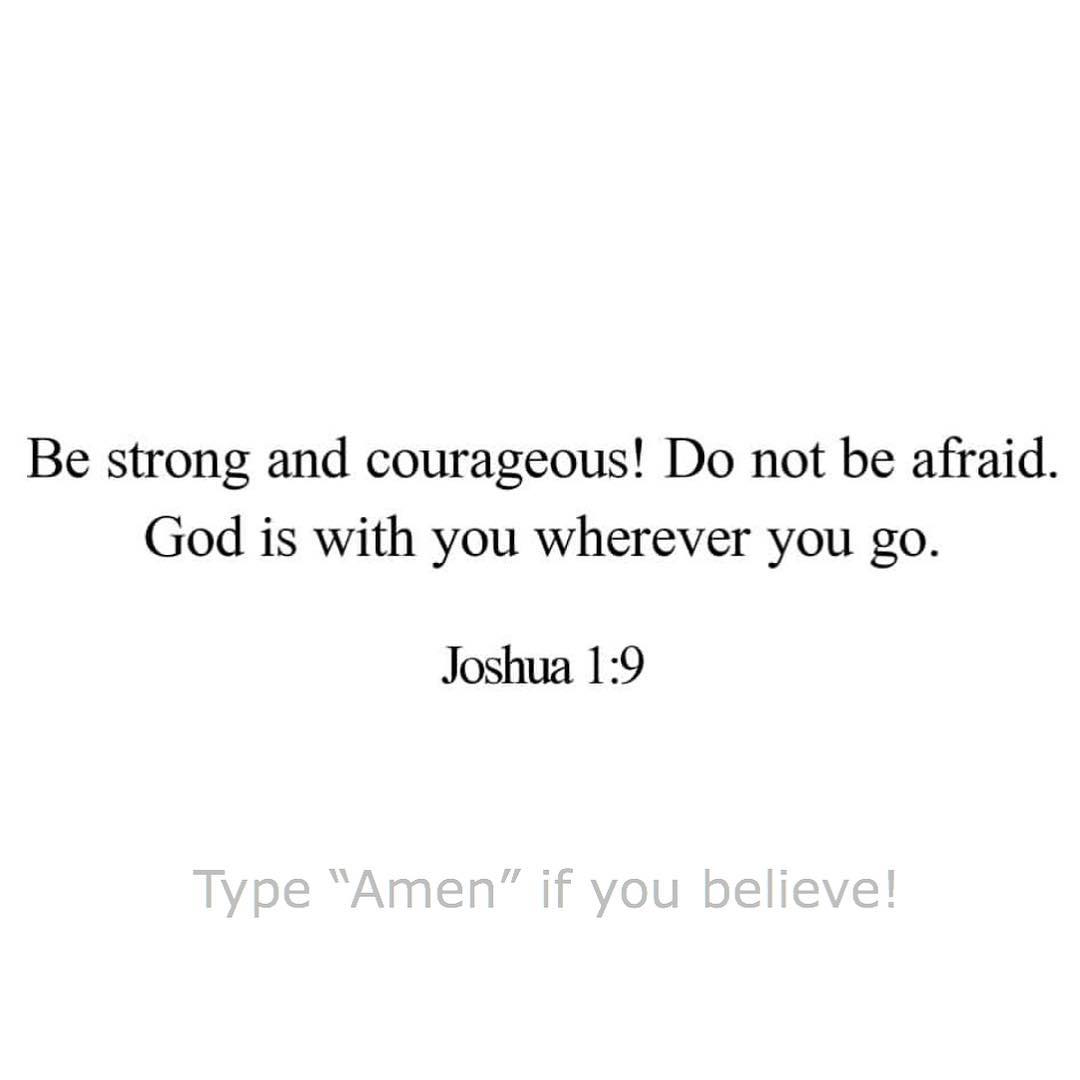 Be strong and courageous! Do not be afraid.
God is with you wherever you go.
Joshua 1:9
Type “Amen” if you believe!